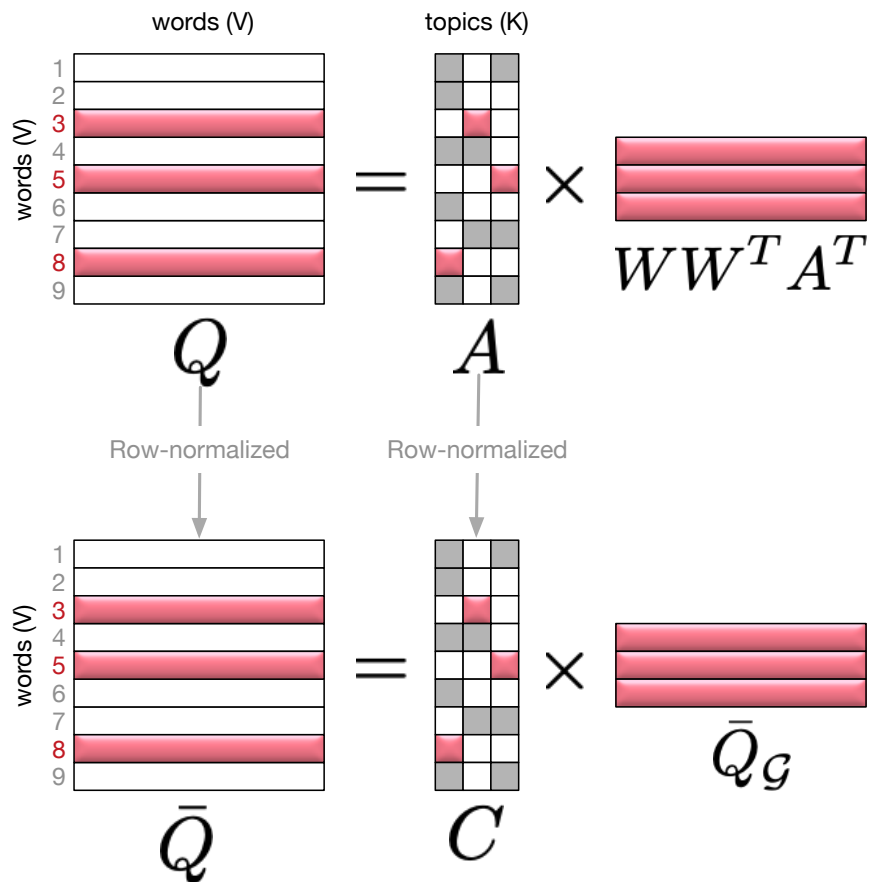 words (V) topics (K)
words (V)
1
2
3
4
5
6
7
8
9
=
×
Q
A
WW^T A^T
Row-normalized Row-normalized
words (V)
1
2
3
4
5
6
7
8
9
=
×
Q̄
C
Q̄_𝒢